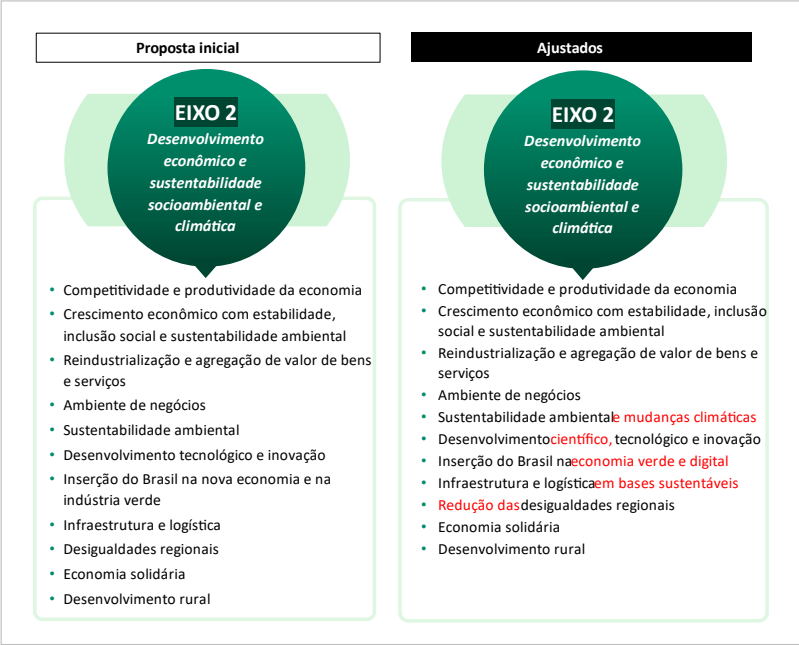 Proposta inicial
EIXO 2
Desenvolvimento
econômico e
sustentabilidade
socioambiental e
climática
• Competitividade e produtividade da economia
• Crescimento econômico com estabilidade,
inclusão social e sustentabilidade ambiental
• Reindustrialização e agregação de valor de bens
e serviços
• Ambiente de negócios
• Sustentabilidade ambiental
• Desenvolvimento tecnológico e inovação
• Inserção do Brasil na nova economia e na
indústria verde
• Infraestrutura e logística
• Desigualdades regionais
• Economia solidária
• Desenvolvimento rural
Ajustados
EIXO 2
Desenvolvimento
econômico e
sustentabilidade
socioambiental e
climática
• Competitividade e produtividade da economia
• Crescimento econômico com estabilidade, inclusão
social e sustentabilidade ambiental
• Reindustrialização e agregação de valor de bens e
serviços
• Ambiente de negócios
• Sustentabilidade ambiental e mudanças climáticas
• Desenvolvimento científico, tecnológico e inovação
• Inserção do Brasil na economia verde e digital
• Infraestrutura e logística em bases sustentáveis
• Redução das desigualdades regionais
• Economia solidária
• Desenvolvimento rural